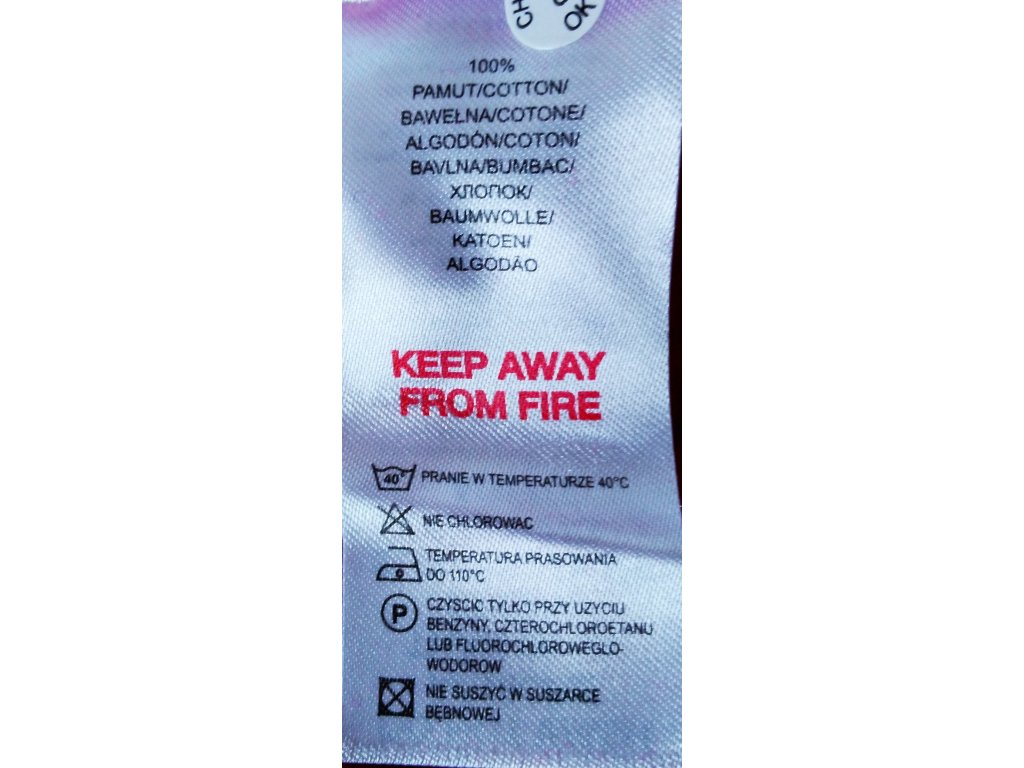 CH
OK
100%
PAMUT/COTTON/
BAWEŁNA/COTONE/
ALGODÓN/COTON/
BAVLNA/BUMBAC/
ХЛОПОК/
BAUMWOLLE/
KATOEN/
ALGODÃO
KEEP AWAY
FROM FIRE
40° PRANIE W TEMPERATURZE 40°C
NIE CHLOROWAC
TEMPERATURA PRASOWANIA
DO 110°C
P CZYSCIC TYLKO PRZY UZYCIU
BENZYNY, CZTEROCHLOROETANU
LUB FLUOROCHLOROWEGLO-
WODOROW
NIE SUSZYĆ W SUSZARCE
BĘBNOWEJ